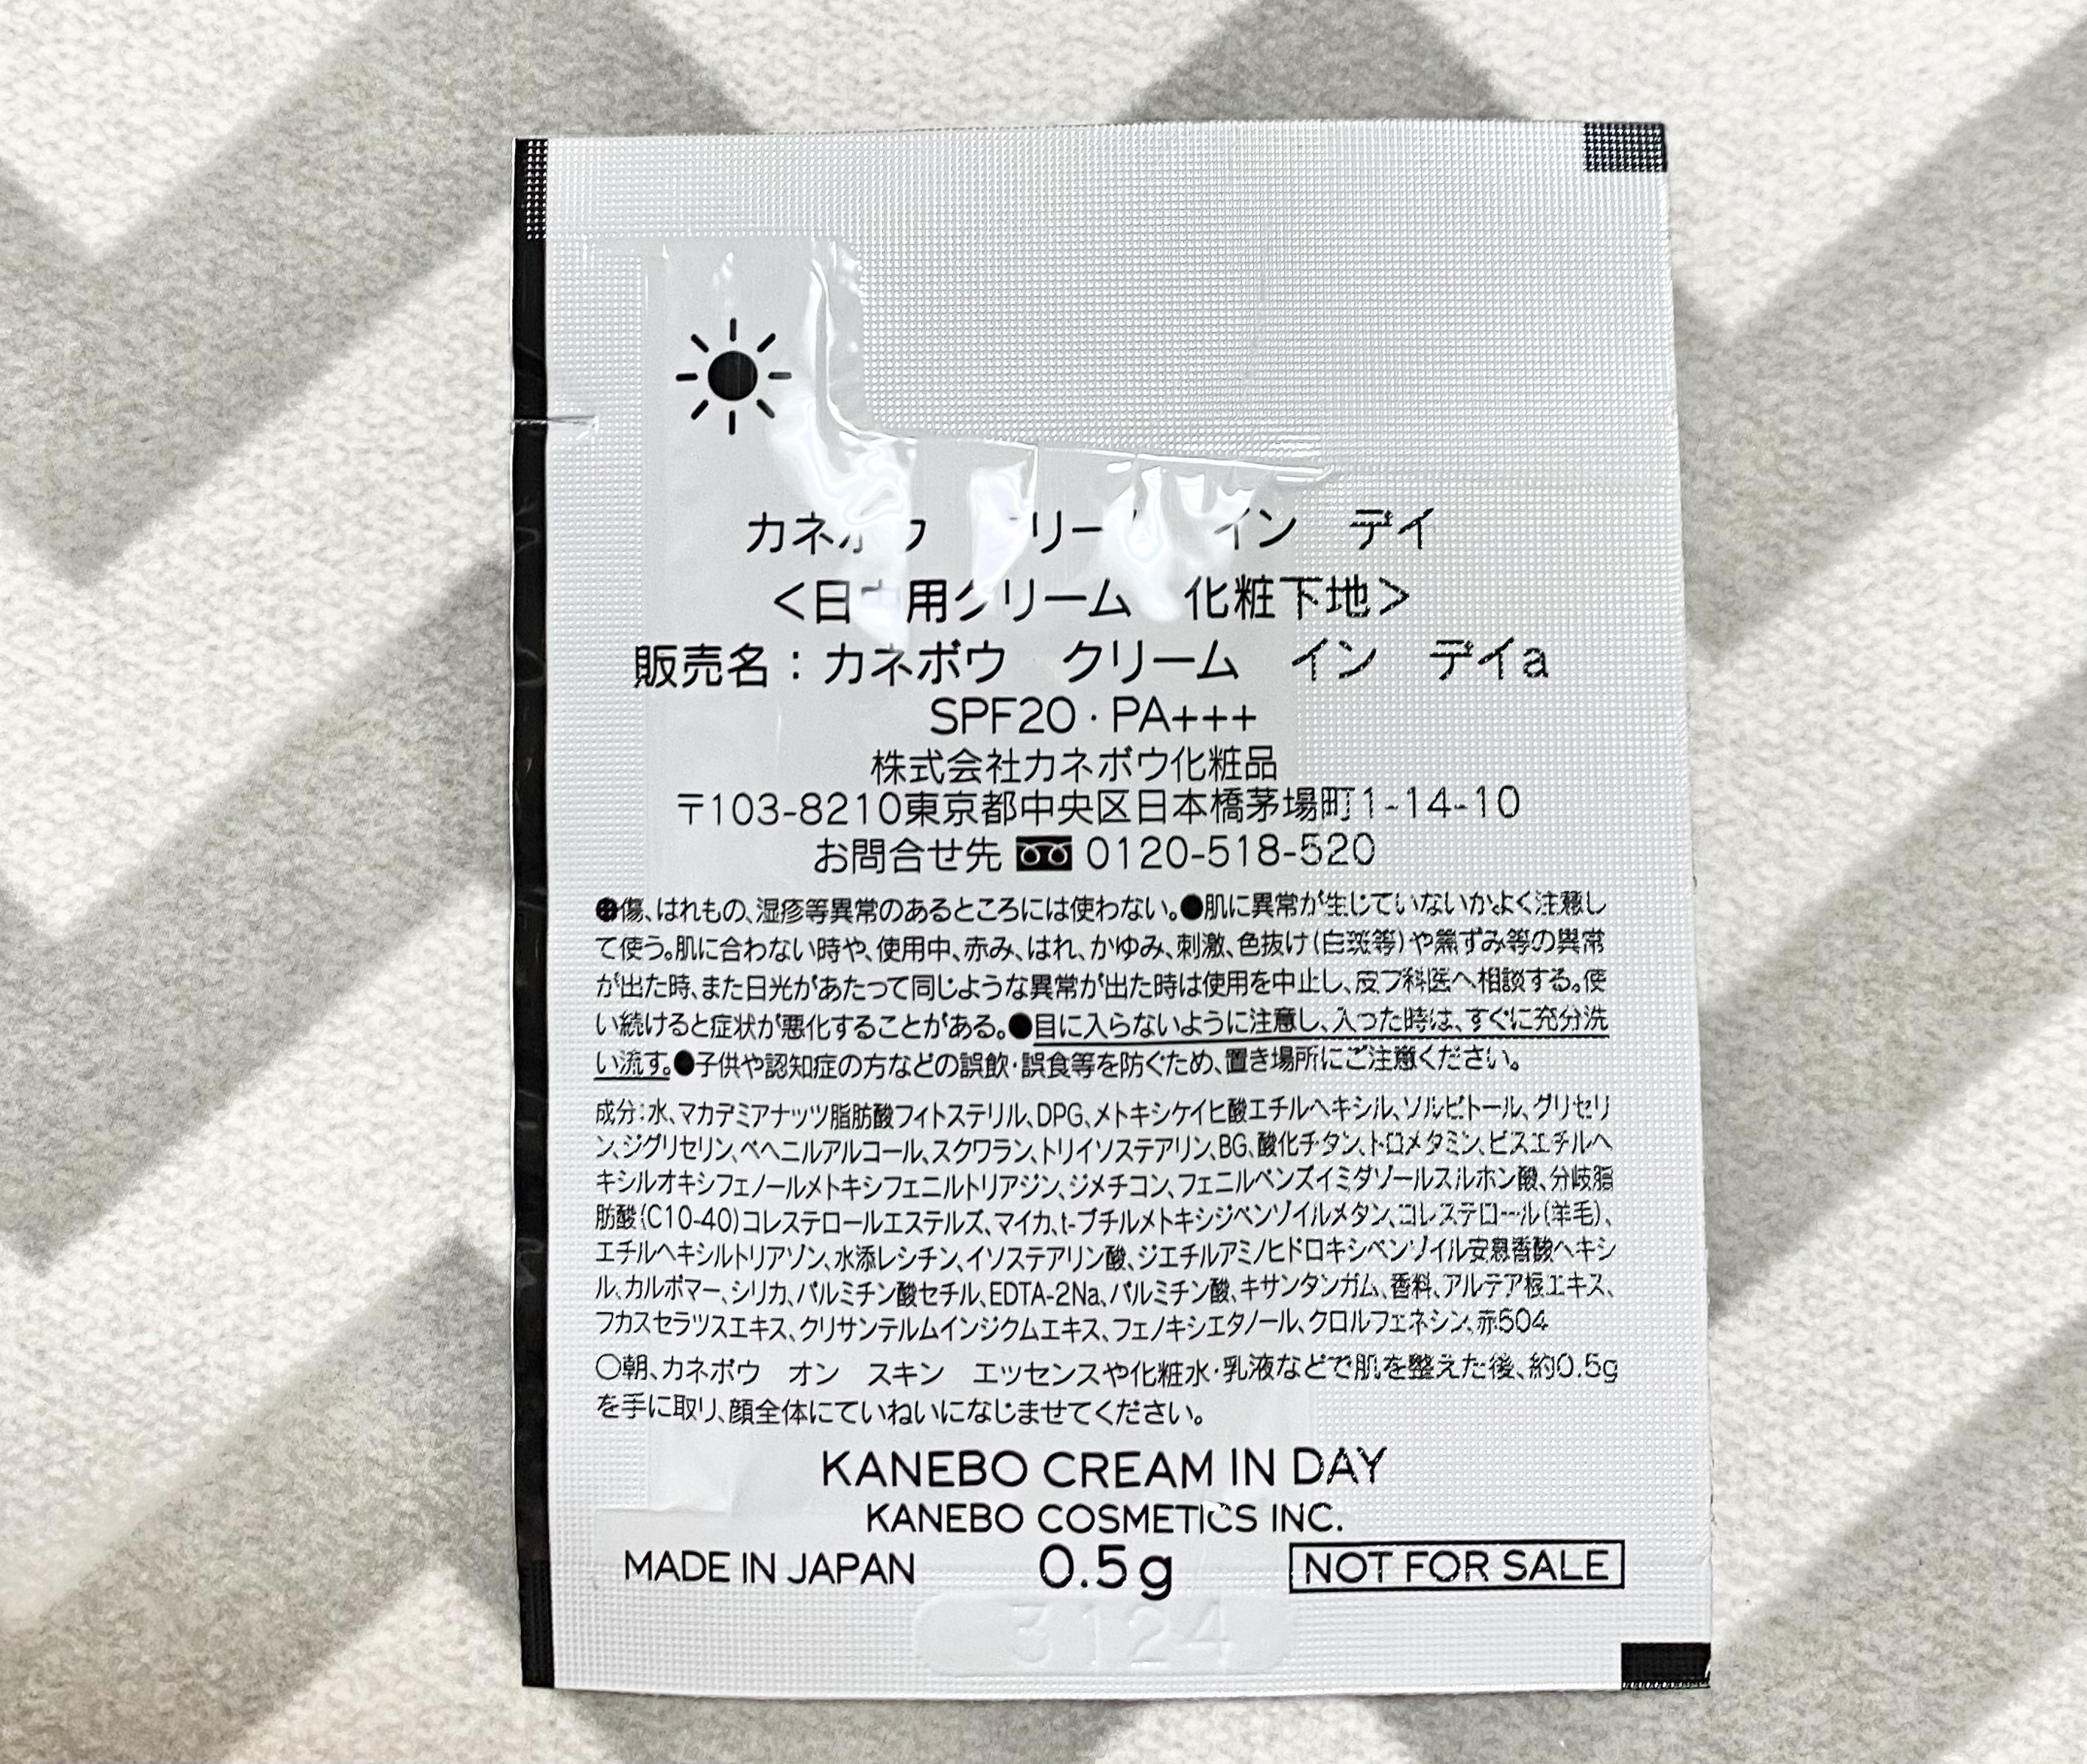 カネボウ クリーム イン デイ
<日中用クリーム・化粧下地>
販売名：カネボウ クリーム イン デイa
SPF20・PA+++
株式会社カネボウ化粧品
〒103-8210東京都中央区日本橋茅場町1-14-10
お問合せ先 0120-518-520
●傷、はれもの、湿疹等異常のあるところには使わない。●肌に異常が生じていないかよく注意し
て使う。肌に合わない時や、使用中、赤み、はれ、かゆみ、刺激、色抜け(白斑等)や黒ずみ等の異常
が出た時、また日光があたって同じような異常が出た時は使用を中止し、皮フ科医へ相談する。使
い続けると症状が悪化することがある。●目に入らないように注意し、入った時は、すぐに充分洗
い流す。●子供や認知症の方などの誤飲・誤食等を防ぐため、置き場所にご注意ください。
成分：水、マカデミアナッツ脂肪酸フィトステリル、DPG、メトキシケイヒ酸エチルヘキシル、ソルビトール、グリセリ
ン、ジグリセリン、ベヘニルアルコール、スクワラン、トリイソステアリン、BG、酸化チタン、トロメタミン、ビスエチルヘ
キシルオキシフェノールメトキシフェニルトリアジン、ジメチコン、フェニルベンズイミダゾールスルホン酸、分岐脂
肪酸(C10-40)コレステロールエステルズ、マイカ、t-ブチルメトキシジベンゾイルメタン、コレステロール(羊毛)、
エチルヘキシルトリアゾン、水添レシチン、イソステアリン酸、ジエチルアミノヒドロキシベンゾイル安息香酸ヘキシ
ル、カルボマー、シリカ、パルミチン酸セチル、EDTA-2Na、パルミチン酸、キサンタンガム、香料、アルテア根エキス、
フカスセラツスエキス、クリサンテルムインジクムエキス、フェノキシエタノール、クロルフェネシン、赤504
○朝、カネボウ オン スキン エッセンスや化粧水・乳液などで肌を整えた後、約0.5g
を手に取り、顔全体にていねいになじませてください。
KANEBO CREAM IN DAY
KANEBO COSMETICS INC.
MADE IN JAPAN 0.5g NOT FOR SALE
3124